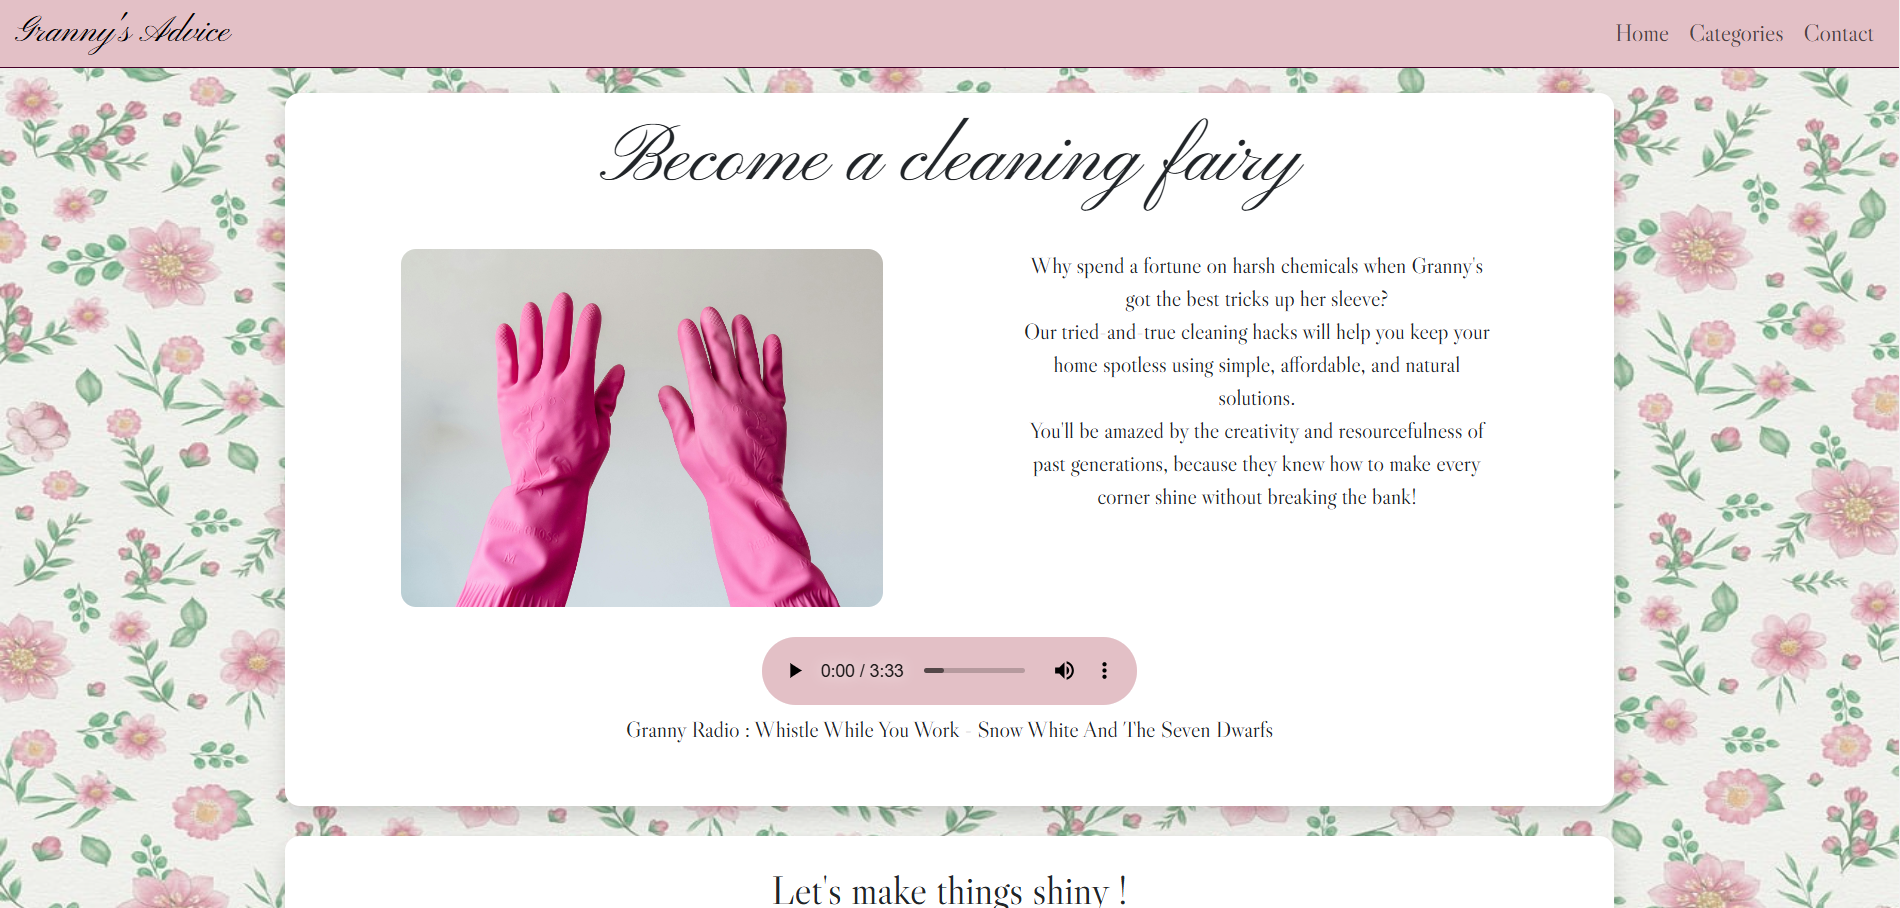 Granny's Advice
Home Categories Contact
Become a cleaning fairy
Why spend a fortune on harsh chemicals when Granny's
got the best tricks up her sleeve?
Our tried-and-true cleaning hacks will help you keep your
home spotless using simple, affordable, and natural
solutions.
You'll be amazed by the creativity and resourcefulness of
past generations, because they knew how to make every
corner shine without breaking the bank!
0:00 / 3:33
Granny Radio : Whistle While You Work - Snow White And The Seven Dwarfs
Let's make things shiny !